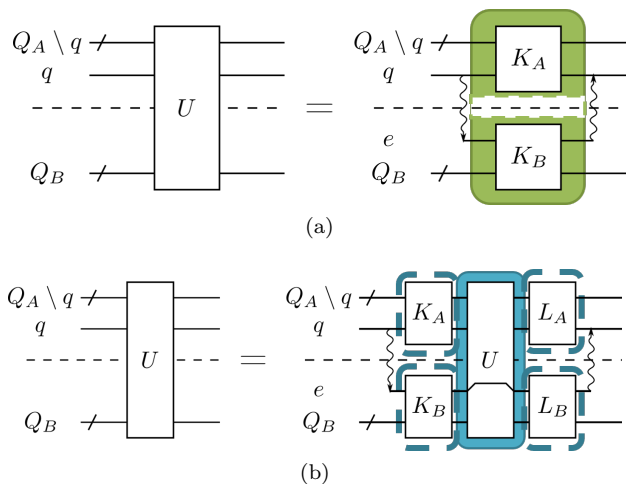 Q_A \ q
q
U
=
Q_A \ q
q
K_A
e
Q_B
K_B
Q_B
(a)
Q_A \ q
q
U
=
Q_A \ q
q
K_A
U
L_A
e
Q_B
K_B
L_B
Q_B
(b)